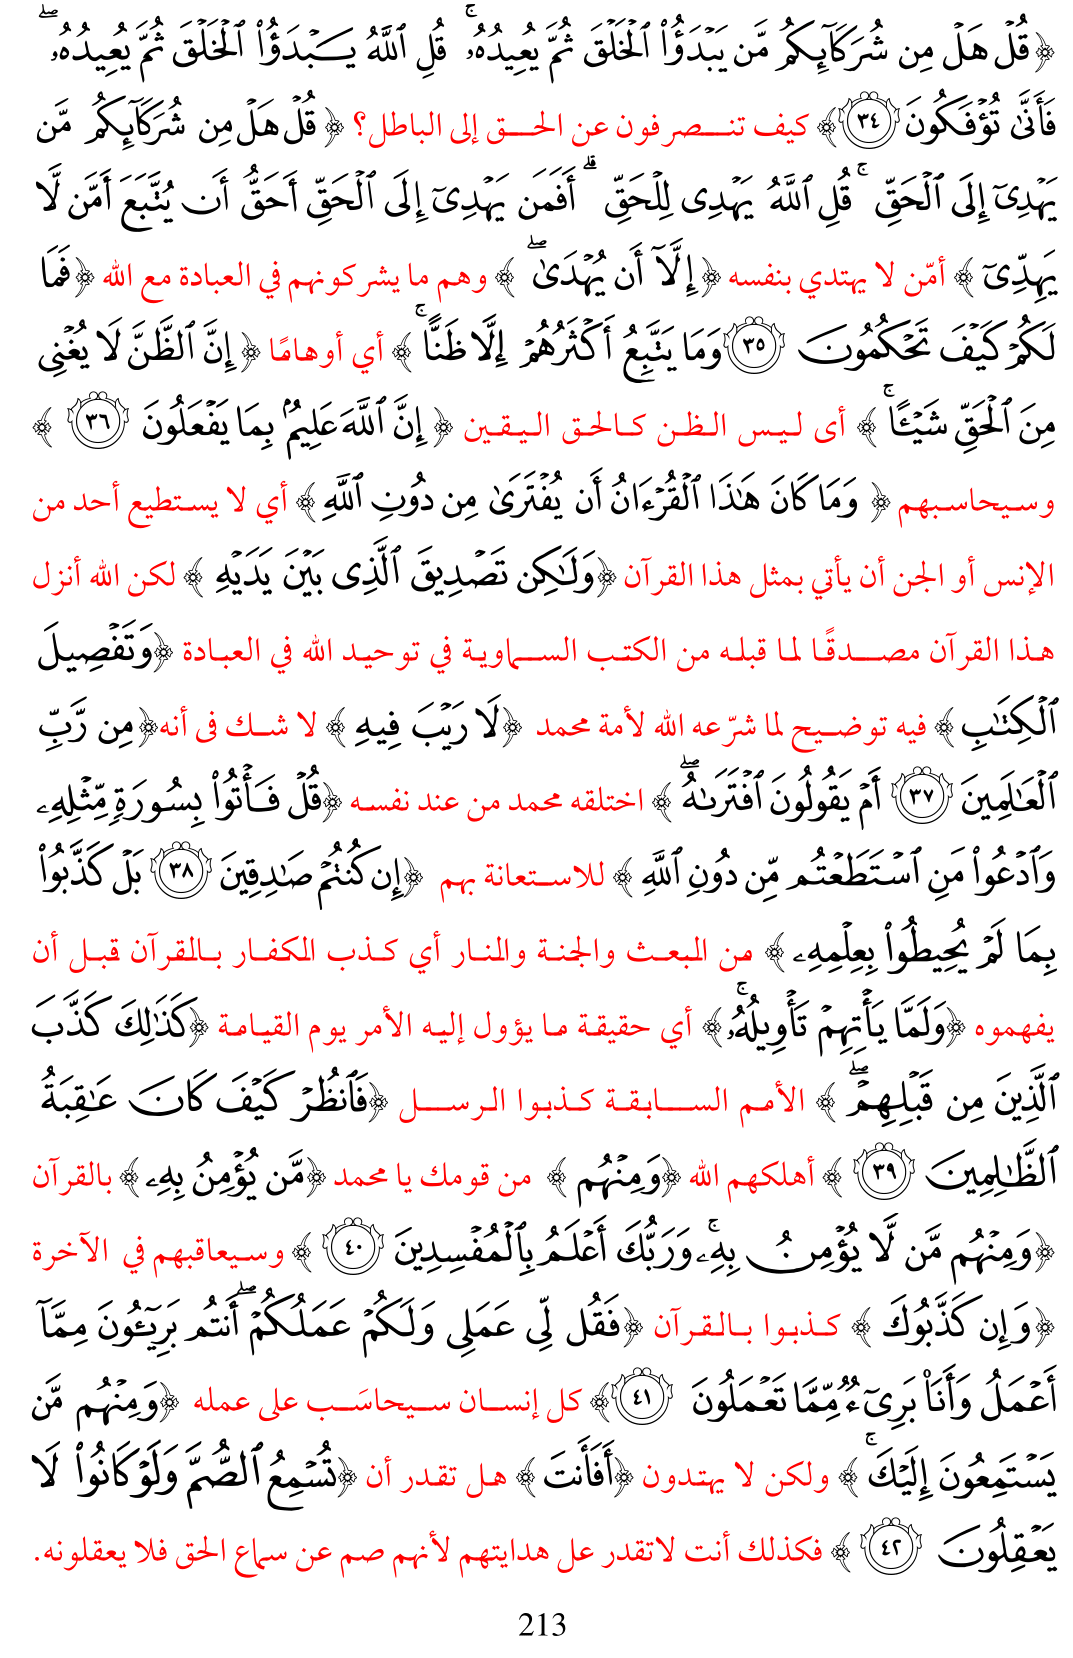 ﴿قُلْ هَلْ مِن شُرَكَآئِكُم مَّن يَبْدَؤُا۟ ٱلْخَلْقَ ثُمَّ يُعِيدُهُۥ ۚ قُلِ ٱللَّهُ يَبْدَؤُا۟ ٱلْخَلْقَ ثُمَّ يُعِيدُهُۥ ۖ
فَأَنَّىٰ تُؤْفَكُونَ ٣٤﴾ كيف تنصرفون عن الحق إلى الباطل؟ ﴿قُلْ هَلْ مِن شُرَكَآئِكُم مَّن
يَهْدِىٓ إِلَى ٱلْحَقِّ ۚ قُلِ ٱللَّهُ يَهْدِى لِلْحَقِّ ۗ أَفَمَن يَهْدِىٓ إِلَى ٱلْحَقِّ أَحَقُّ أَن يُتَّبَعَ أَمَّن لَّا
يَهِدِّىٓ ﴾ أمّن لا يهتدي بنفسه ﴿إِلَّآ أَن يُهْدَىٰ ۖ ﴾ وهم ما يشركونهم في العبادة مع الله ﴿فَمَا
لَكُمْ كَيْفَ تَحْكُمُونَ ٣٥ وَمَا يَتَّبِعُ أَكْثَرُهُمْ إِلَّا ظَنًّا ۚ ﴾ أي أوهامًا ﴿إِنَّ ٱلظَّنَّ لَا يُغْنِى
مِنَ ٱلْحَقِّ شَيْـًٔا ۚ ﴾ أى ليس الظن كالحق اليقين ﴿إِنَّ ٱللَّهَ عَلِيمٌۢ بِمَا يَفْعَلُونَ ٣٦ ﴾
وسيحاسبهم ﴿وَمَا كَانَ هَـٰذَا ٱلْقُرْءَانُ أَن يُفْتَرَىٰ مِن دُونِ ٱللَّهِ﴾ أي لا يستطيع أحد من
الإنس أو الجن أن يأتي بمثل هذا القرآن ﴿وَلَـٰكِن تَصْدِيقَ ٱلَّذِى بَيْنَ يَدَيْهِ ﴾ لكن الله أنزل
هذا القرآن مصدقًا لما قبله من الكتب السماوية في توحيد الله في العبادة ﴿وَتَفْصِيلَ
ٱلْكِتَـٰبِ ﴾ فيه توضيح لما شرّعه الله لأمة محمد ﴿لَا رَيْبَ فِيهِ ﴾ لا شك فى أنه ﴿مِن رَّبِّ
ٱلْعَـٰلَمِينَ ٣٧ أَمْ يَقُولُونَ ٱفْتَرَىٰهُ ۖ ﴾ اختلقه محمد من عند نفسه ﴿قُلْ فَأْتُوا۟ بِسُورَةٍ مِّثْلِهِۦ
وَٱدْعُوا۟ مَنِ ٱسْتَطَعْتُم مِّن دُونِ ٱللَّهِ ﴾ للاستعانة بهم ﴿إِن كُنتُمْ صَـٰدِقِينَ ٣٨ بَلْ كَذَّبُوا۟
بِمَا لَمْ يُحِيطُوا۟ بِعِلْمِهِۦ ﴾ من المبعث والجنة والمنار أي كذب المكفار بالمقرآن قبل أن
يفهموه ﴿وَلَمَّا يَأْتِهِمْ تَأْوِيلُهُۥ ۚ﴾ أي حقيقة ما يؤول إليه الأمر يوم القيامة ﴿كَذَٰلِكَ كَذَّبَ
ٱلَّذِينَ مِن قَبْلِهِمْ ۖ ﴾ الأمم السابقة كذبوا الرسل ﴿فَٱنظُرْ كَيْفَ كَانَ عَـٰقِبَةُ
ٱلظَّـٰلِمِينَ ٣٩ ﴾ أهلكهم الله ﴿وَمِنْهُم ﴾ من قومك يا محمد ﴿مَّن يُؤْمِنُ بِهِۦ ﴾ بالقرآن
﴿وَمِنْهُم مَّن لَّا يُؤْمِنُ بِهِۦ ۚ وَرَبُّكَ أَعْلَمُ بِٱلْمُفْسِدِينَ ٤٠ ﴾ وسيعاقبهم في الآخرة
﴿وَإِن كَذَّبُوكَ ﴾ كذبوا بالقرآن ﴿فَقُل لِّى عَمَلِى وَلَكُمْ عَمَلُكُمْ ۖ أَنتُم بَرِيٓـُٔونَ مِمَّآ
أَعْمَلُ وَأَنَا۠ بَرِىٓءٌ مِّمَّا تَعْمَلُونَ ٤١﴾ كل إنسان سيحاسَب على عمله ﴿وَمِنْهُم مَّن
يَسْتَمِعُونَ إِلَيْكَ ۚ ﴾ ولكن لا يهتدون ﴿أَفَأَنتَ ﴾ هل تقدر أن ﴿تُسْمِعُ ٱلصُّمَّ وَلَوْ كَانُوا۟ لَا
يَعْقِلُونَ ٤٢ ﴾ فكذلك أنت لاتقدر عل هدايتهم لأنهم صم عن سماع الحق فلا يعقلونه.
213